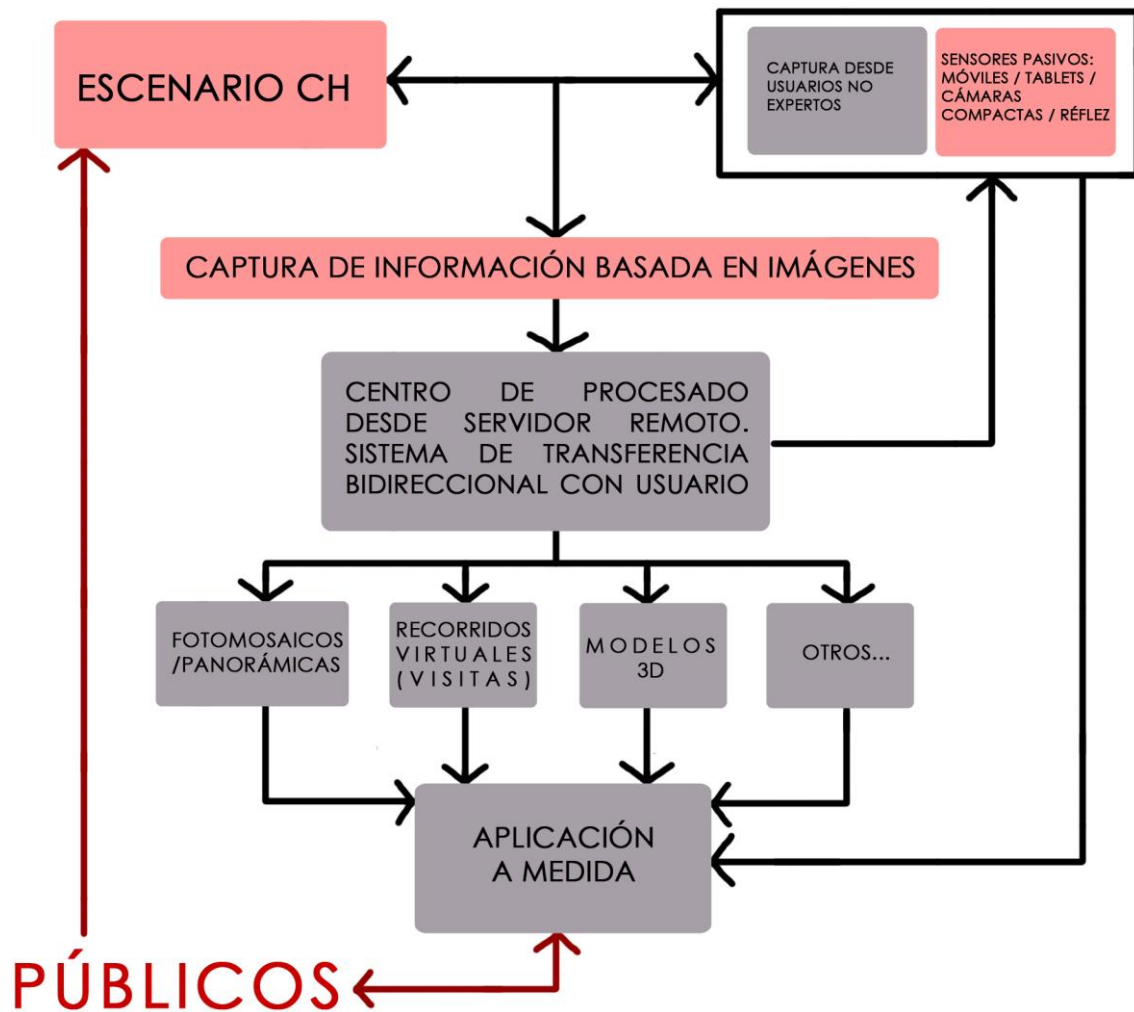 ESCENARIO CH
CAPTURA DESDE
USUARIOS NO
EXPERTOS
SENSORES PASIVOS:
MÓVILES / TABLETS /
CÁMARAS
COMPACTAS / RÉFLEZ
CAPTURA DE INFORMACIÓN BASADA EN IMÁGENES
CENTRO DE PROCESADO
DESDE SERVIDOR REMOTO.
SISTEMA DE TRANSFERENCIA
BIDIRECCIONAL CON USUARIO
FOTOMOSAICOS
/PANORÁMICAS
RECORRIDOS
VIRTUALES
(VISITAS)
MODELOS
3D
OTROS...
APLICACIÓN
A MEDIDA
PÚBLICOS